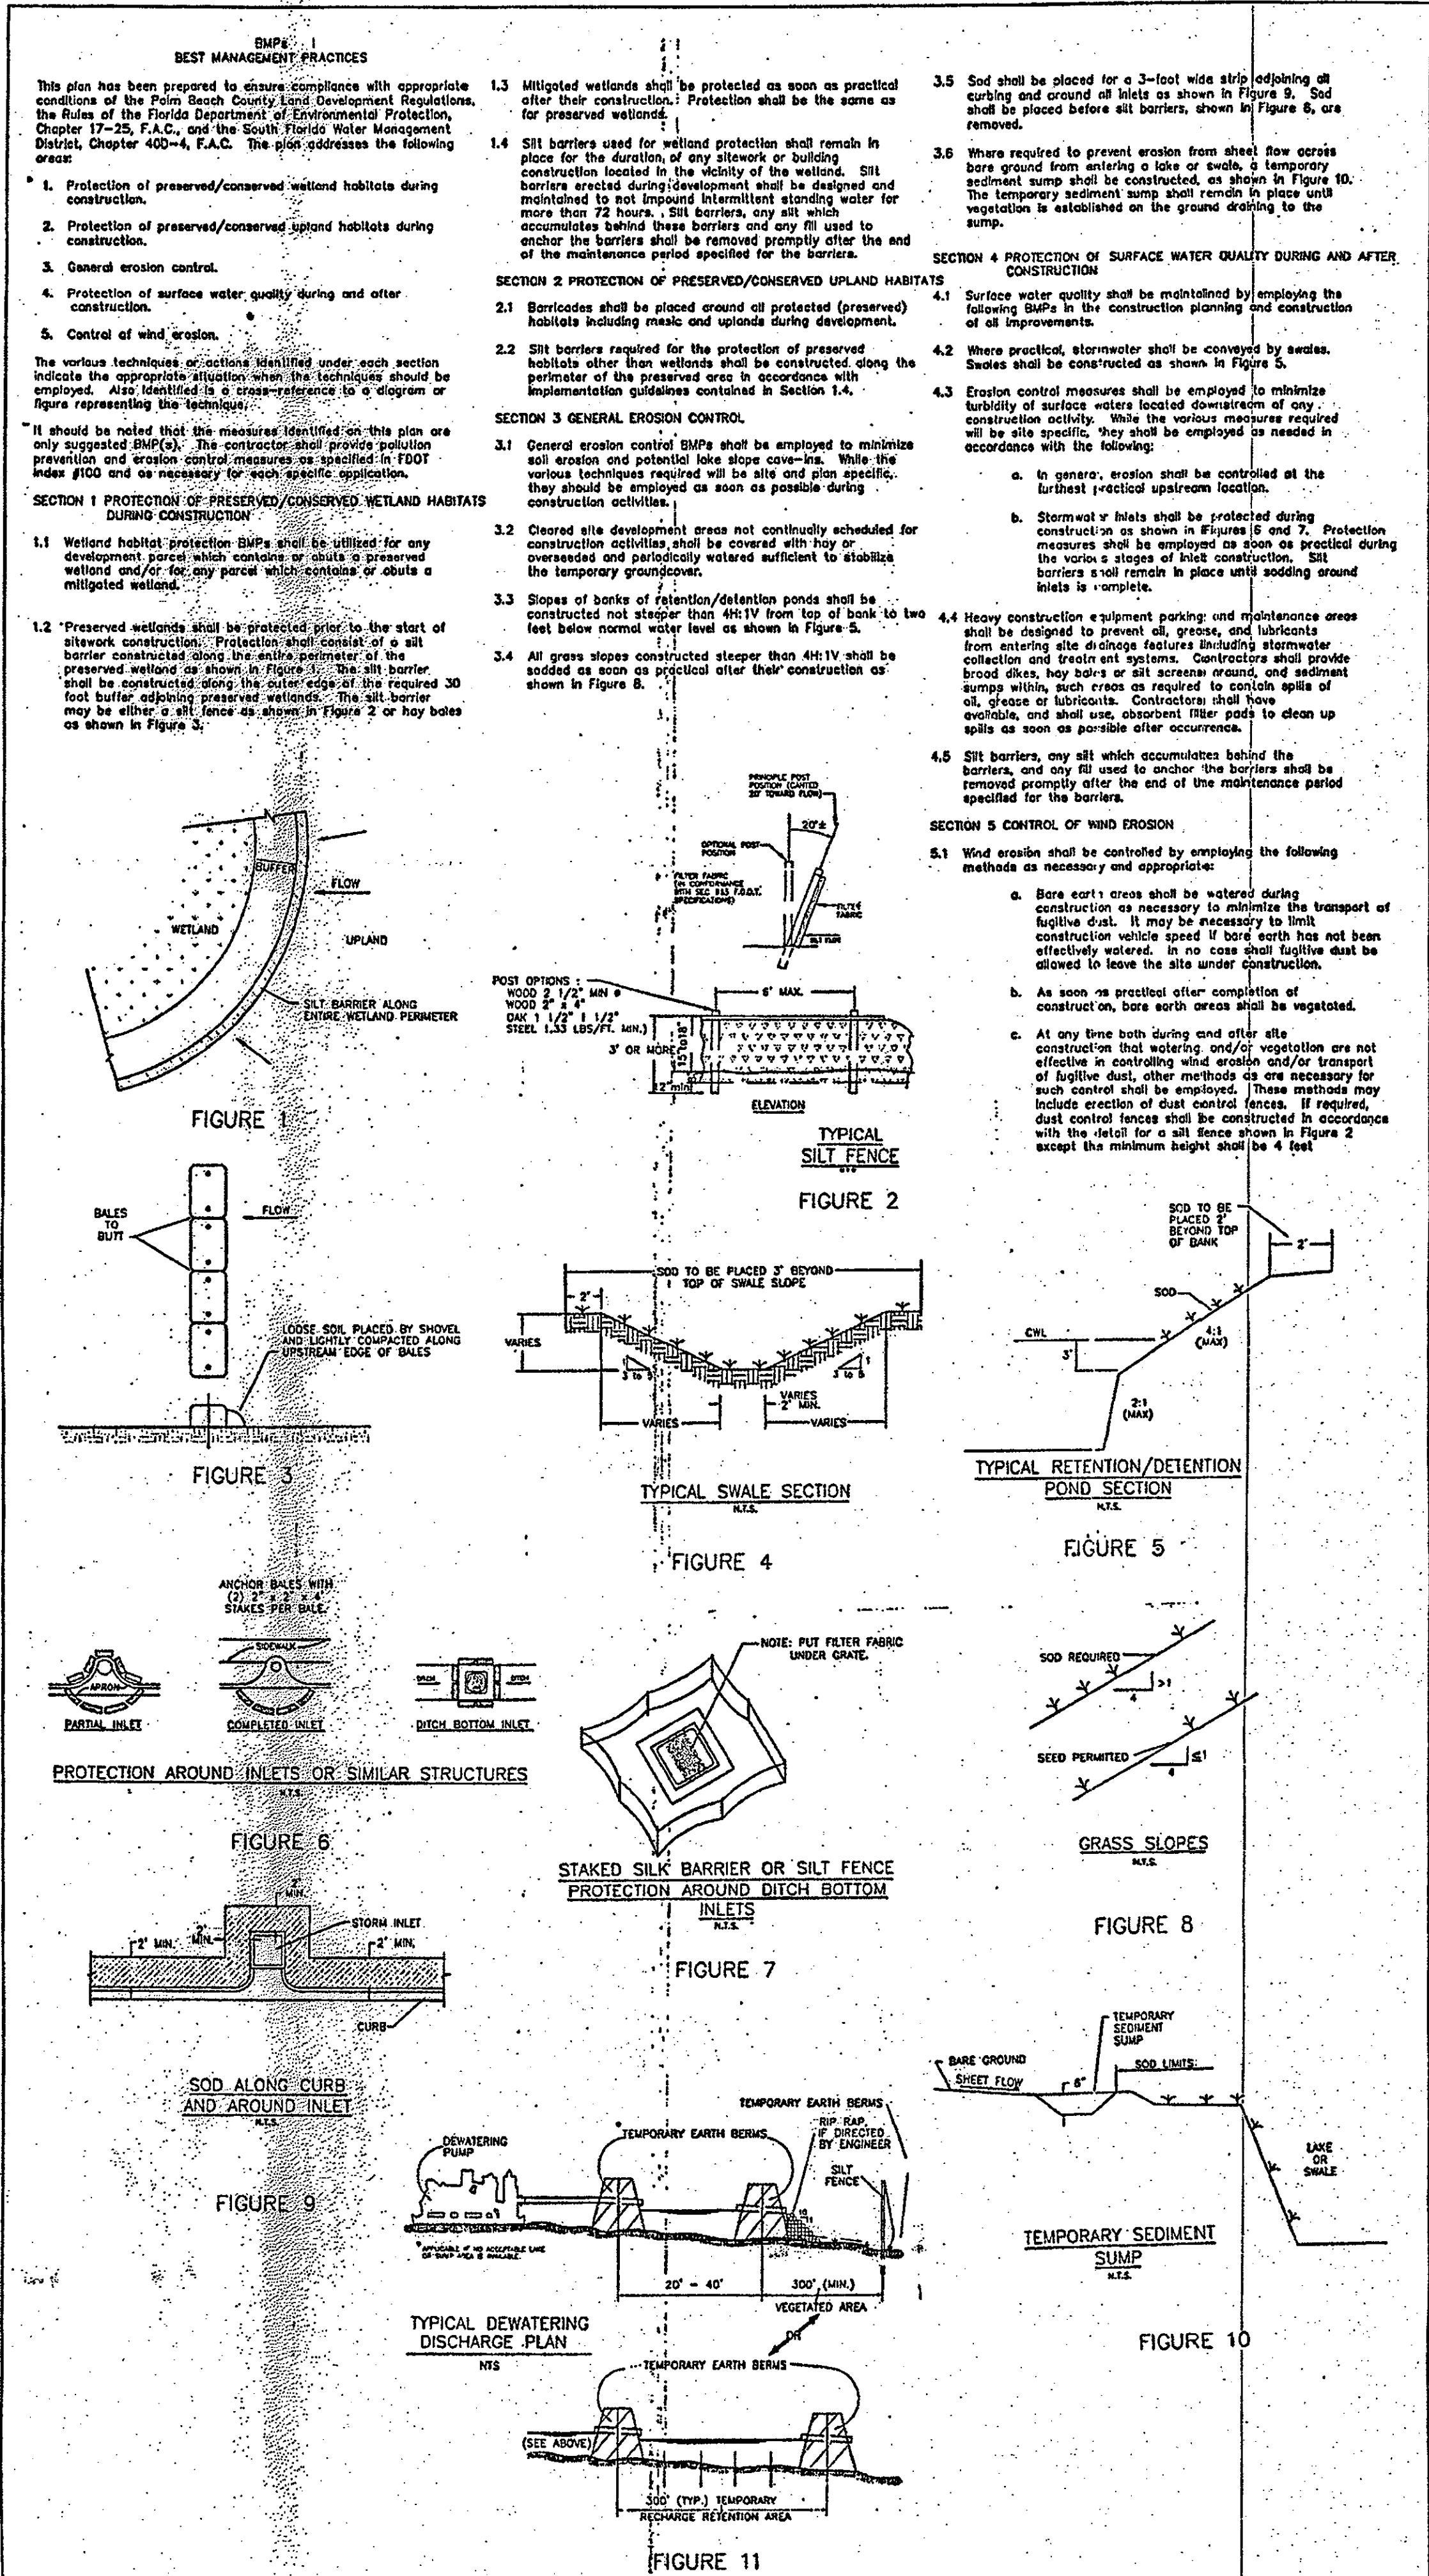 BMPs
BEST MANAGEMENT PRACTICES
This plan has been prepared to ensure compliance with appropriate
conditions of the Palm Beach County Land Development Regulations,
the Rules of the Florida Department of Environmental Protection,
Chapter 17-25, F.A.C., and the South Florida Water Management
District, Chapter 40D-4, F.A.C. The plan addresses the following
areas:
1. Protection of preserved/conserved wetland habitats during
construction.
2. Protection of preserved/conserved upland habitats during
construction.
3. General erosion control.
4. Protection of surface water quality during and after
construction.
5. Control of wind erosion.
The various techniques or actions identified under each section
indicate the appropriate situation when the techniques should be
employed. Also identified is a cross-reference to a diagram or
figure representing the technique.
It should be noted that the measures identified on this plan are
only suggested BMP(s). The contractor shall provide pollution
prevention and erosion control measures as specified in FDOT
Index #100 and as necessary for each specific application.
SECTION 1 PROTECTION OF PRESERVED/CONSERVED WETLAND HABITATS
DURING CONSTRUCTION
1.1 Wetland habitat protection BMPs shall be utilized for any
development parcel which contains or abuts a preserved
wetland and/or for any parcel which contains or abuts a
mitigated wetland.
1.2 Preserved wetlands shall be protected prior to the start of
sitework construction. Protection shall consist of a silt
barrier constructed along the entire perimeter of the
preserved wetland as shown in Figure 1. The silt barrier
shall be constructed along the outer edge of the required 30
foot buffer adjoining preserved wetlands. The silt barrier
may be either a silt fence as shown in Figure 2 or hay bales
as shown in Figure 3.
1.3 Mitigated wetlands shall be protected as soon as practical
after their construction. Protection shall be the same as
for preserved wetlands.
1.4 Silt barriers used for wetland protection shall remain in
place for the duration of any sitework or building
construction located in the vicinity of the wetland. Silt
barriers erected during development shall be designed and
maintained to not impound intermittent standing water for
more than 72 hours. Silt barriers, any silt which
accumulates behind these barriers and any fill used to
anchor the barriers shall be removed promptly after the end
of the maintenance period specified for the barriers.
SECTION 2 PROTECTION OF PRESERVED/CONSERVED UPLAND HABITATS
2.1 Barricades shall be placed around all protected (preserved)
habitats including mesic and uplands during development.
2.2 Silt barriers required for the protection of preserved
habitats other than wetlands shall be constructed along the
perimeter of the preserved area in accordance with
implementation guidelines contained in Section 1.4.
SECTION 3 GENERAL EROSION CONTROL
3.1 General erosion control BMPs shall be employed to minimize
soil erosion and potential lake slope cave-ins. While the
various techniques required will be site and plan specific,
they should be employed as soon as possible during
construction activities.
3.2 Cleared site development areas not continually scheduled for
construction activities shall be covered with hay or
overseeded and periodically watered sufficient to stabilize
the temporary groundcover.
3.3 Slopes of banks of retention/detention ponds shall be
constructed not steeper than 4H:1V from top of bank to two
feet below normal water level as shown in Figure 5.
3.4 All grass slopes constructed steeper than 4H:1V shall be
sodded as soon as practical after their construction as
shown in Figure 8.
3.5 Sod shall be placed for a 3-foot wide strip adjoining all
curbing and around all inlets as shown in Figure 9. Sod
shall be placed before silt barriers, shown in Figure 6, are
removed.
3.6 Where required to prevent erosion from sheet flow across
bare ground from entering a lake or swale, a temporary
sediment sump shall be constructed, as shown in Figure 10.
The temporary sediment sump shall remain in place until
vegetation is established on the ground draining to the
sump.
SECTION 4 PROTECTION OF SURFACE WATER QUALITY DURING AND AFTER
CONSTRUCTION
4.1 Surface water quality shall be maintained by employing the
following BMPs in the construction planning and construction
of all improvements.
4.2 Where practical, stormwater shall be conveyed by swales.
Swales shall be constructed as shown in Figure 5.
4.3 Erosion control measures shall be employed to minimize
turbidity of surface waters located downstream of any
construction activity. While the various measures required
will be site specific, they shall be employed as needed in
accordance with the following:
a. In general, erosion shall be controlled at the
furthest practical upstream location.
b. Stormwater inlets shall be protected during
construction as shown in Figures 6 and 7. Protection
measures shall be employed as soon as practical during
the various stages of inlet construction. Silt
barriers shall remain in place until sodding around
inlets is complete.
4.4 Heavy construction equipment parking and maintenance areas
shall be designed to prevent oil, grease, and lubricants
from entering site drainage features including stormwater
collection and treatment systems. Contractors shall provide
broad dikes, hay bales or silt screens around, and sediment
sumps within, such areas as required to contain spills of
oil, grease or lubricants. Contractors shall have
available, and shall use, absorbent filter pads to clean up
spills as soon as possible after occurrence.
4.5 Silt barriers, any silt which accumulates behind the
barriers, and any fill used to anchor the barriers shall be
removed promptly after the end of the maintenance period
specified for the barriers.
SECTION 5 CONTROL OF WIND EROSION
5.1 Wind erosion shall be controlled by employing the following
methods as necessary and appropriate:
a. Bare earth areas shall be watered during
construction as necessary to minimize the transport of
fugitive dust. It may be necessary to limit
construction vehicle speed if bare earth has not been
effectively watered. In no case shall fugitive dust be
allowed to leave the site under construction.
b. As soon as practical after completion of
construction, bare earth areas shall be vegetated.
c. At any time both during and after site
construction that watering and/or vegetation are not
effective in controlling wind erosion and/or transport
of fugitive dust, other methods as are necessary for
such control shall be employed. These methods may
include erection of dust control fences. If required,
dust control fences shall be constructed in accordance
with the detail for a silt fence shown in Figure 2
except the minimum height shall be 4 feet
BUFFER
FLOW
WETLAND
UPLAND
SILT BARRIER ALONG
ENTIRE WETLAND PERIMETER
FIGURE 1
PRINCIPLE POST
POSITION (CANTED
20° TOWARD FLOW)
20°±
OPTIONAL POST
POSITION
FILTER FABRIC
(IN CONFORMANCE
WITH SEC 985 F.D.O.T.
SPECIFICATIONS)
FILTER
FABRIC
SILT FLOW
POST OPTIONS :
WOOD 2 1/2" MIN ø
WOOD 2" x 4"
OAK 1 1/2" 1 1/2"
STEEL 1.33 LBS/FT. MIN.)
6' MAX.
3' OR MORE
15"to18"
12"min
ELEVATION
TYPICAL
SILT FENCE
NTS
FIGURE 2
BALES
TO
BUTT
FLOW
LOOSE SOIL PLACED BY SHOVEL
AND LIGHTLY COMPACTED ALONG
UPSTREAM EDGE OF BALES
FIGURE 3
SOD TO BE PLACED 3' BEYOND
TOP OF SWALE SLOPE
2'
VARIES
1
3 to 5
1
3 to 5
VARIES
2' MIN.
VARIES
VARIES
TYPICAL SWALE SECTION
N.T.S.
FIGURE 4
SOD TO BE
PLACED 2'
BEYOND TOP
OF BANK
2'
SOD
CWL
3'
4:1
(MAX)
2:1
(MAX)
TYPICAL RETENTION/DETENTION
POND SECTION
N.T.S.
FIGURE 5
ANCHOR BALES WITH
(2) 2" x 2" x 4'
STAKES PER BALE.
SIDEWALK
APRON
DITCH
DITCH
PARTIAL INLET
COMPLETED INLET
DITCH BOTTOM INLET
PROTECTION AROUND INLETS OR SIMILAR STRUCTURES
N.T.S.
FIGURE 6
NOTE: PUT FILTER FABRIC
UNDER GRATE.
STAKED SILK BARRIER OR SILT FENCE
PROTECTION AROUND DITCH BOTTOM
INLETS
N.T.S.
FIGURE 7
SOD REQUIRED
>1
4
SEED PERMITTED
≤1
4
GRASS SLOPES
N.T.S.
FIGURE 8
2'
MIN.
STORM INLET
2' MIN.
2'
MIN.
2' MIN.
CURB
SOD ALONG CURB
AND AROUND INLET
N.T.S.
FIGURE 9
TEMPORARY
SEDIMENT
SUMP
BARE GROUND
SHEET FLOW
6"
SOD LIMITS
LAKE
OR
SWALE
TEMPORARY SEDIMENT
SUMP
N.T.S.
FIGURE 10
DEWATERING
PUMP
*TEMPORARY EARTH BERMS
TEMPORARY EARTH BERMS
RIP RAP
IF DIRECTED
BY ENGINEER
SILT
FENCE
*APPLICABLE IF NO ACCEPTABLE LAKE
OR SUMP AREA IS AVAILABLE.
20' - 40'
300' (MIN.)
VEGETATED AREA
TYPICAL DEWATERING
DISCHARGE PLAN
NTS
OR
TEMPORARY EARTH BERMS
(SEE ABOVE)
300' (TYP.) TEMPORARY
RECHARGE RETENTION AREA
FIGURE 11